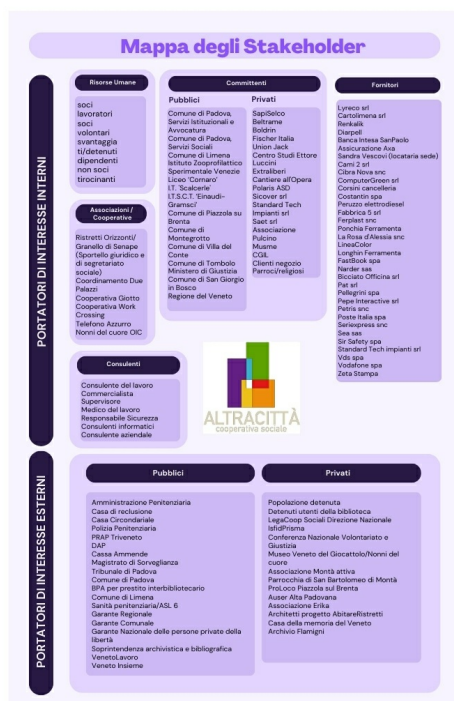 Mappa degli Stakeholder
PORTATORI DI INTERESSE INTERNI
Risorse Umane
soci
lavoratori
soci
volontari
svantaggia
ti/detenuti
dipendenti
non soci
tirocinanti
Associazioni /
Cooperative
Ristretti Orizzonti/
Granello di Senape
(Sportello giuridico e
di segretariato
sociale)
Coordinamento Due
Palazzi
Cooperativa Giotto
Cooperativa Work
Crossing
Telefono Azzurro
Nonni del cuore OIC
Consulenti
Consulente del lavoro
Commercialista
Supervisore
Medico del lavoro
Responsabile Sicurezza
Consulenti informatici
Consulente aziendale
Committenti
Pubblici
Comune di Padova,
Servizi Istituzionali e
Avvocatura
Comune di Padova,
Servizi Sociali
Comune di Limena
Istituto Zooprofilattico
Sperimentale Venezie
Liceo 'Cornaro'
I.T. 'Scalcerle'
I.T.S.C.T. 'Einaudi-
Gramsci'
Comune di Piazzola su
Brenta
Comune di
Montegrotto
Comune di Villa del
Conte
Comune di Tombolo
Ministero di Giustizia
Comune di San Giorgio
in Bosco
Regione del Veneto
Privati
SapiSelco
Beltrame
Boldrin
Fischer Italia
Union Jack
Centro Studi Ettore
Luccini
Extraliberi
Cantiere all'Opera
Polaris ASD
Sicover srl
Standard Tech
Impianti srl
Saet srl
Associazione
Pulcino
Musme
CGIL
Clienti negozio
Parroci/religiosi
Fornitori
Lyreco srl
Cartolimena srl
Renkalik
Diarpell
Banca Intesa SanPaolo
Assicurazione Axa
Sandra Vescovi (locataria sede)
Cami 2 srl
Cibra Nova snc
ComputerGreen srl
Corsini cancelleria
Costantin spa
Peruzzo elettrodiesel
Fabbrica 5 srl
Ferplast snc
Ponchia Ferramenta
La Rosa d'Alessia snc
LineaColor
Longhin Ferramenta
FastBook spa
Narder sas
Bicciato Officina srl
Pat srl
Pellegrini spa
Pepe Interactive srl
Petris snc
Poste Italia spa
Seriexpress snc
Sea sas
Sir Safety spa
Standard Tech impianti srl
Vds spa
Vodafone spa
Zeta Stampa
ALTRACITTÀ
cooperativa sociale
PORTATORI DI INTERESSE ESTERNI
Pubblici
Amministrazione Penitenziaria
Casa di reclusione
Casa Circondariale
Polizia Penitenziaria
PRAP Triveneto
DAP
Cassa Ammende
Magistrato di Sorveglianza
Tribunale di Padova
Comune di Padova
BPA per prestito interbibliotecario
Comune di Limena
Sanità penitenziaria/ASL 6
Garante Regionale
Garante Comunale
Garante Nazionale delle persone private della
libertà
Soprintendenza archivistica e bibliografica
VenetoLavoro
Veneto Insieme
Privati
Popolazione detenuta
Detenuti utenti della biblioteca
LegaCoop Sociali Direzione Nazionale
IsfidPrisma
Conferenza Nazionale Volontariato e
Giustizia
Museo Veneto del Giocattolo/Nonni del
cuore
Associazione Montà attiva
Parrocchia di San Bartolomeo di Montà
ProLoco Piazzola sul Brenta
Auser Alta Padovana
Associazione Erika
Architetti progetto AbitareRistretti
Casa della memoria del Veneto
Archivio Flamigni